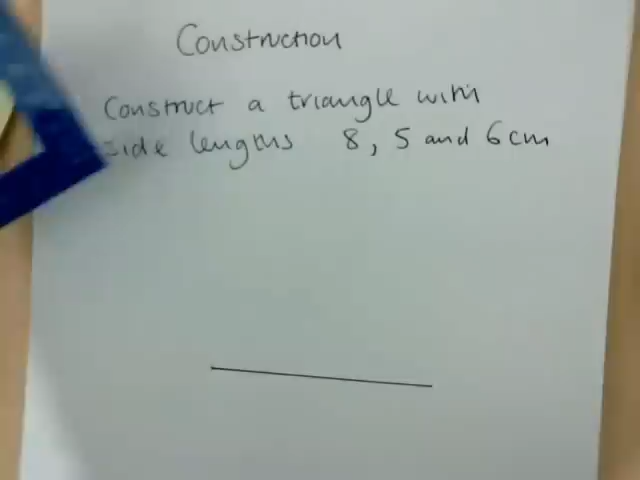 Construction
Construct a triangle with
side lengths 8, 5 and 6cm